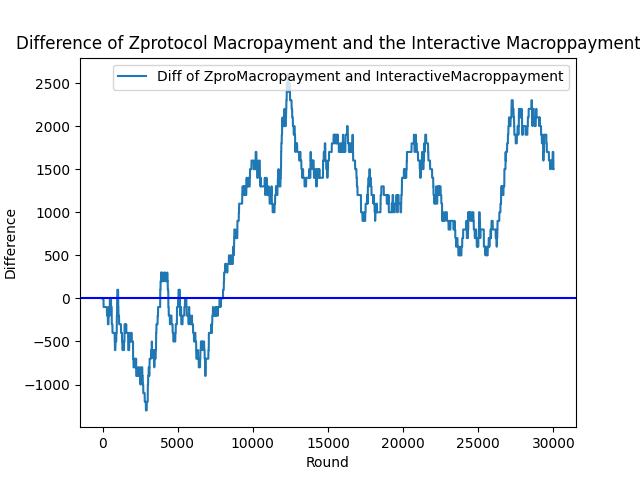 Difference of Zprotocol Macropayment and the Interactive Macroppayment
Diff of ZproMacropayment and InteractiveMacroppayment
2500
2000
1500
1000
500
0
−500
−1000
Difference
0 5000 10000 15000 20000 25000 30000
Round